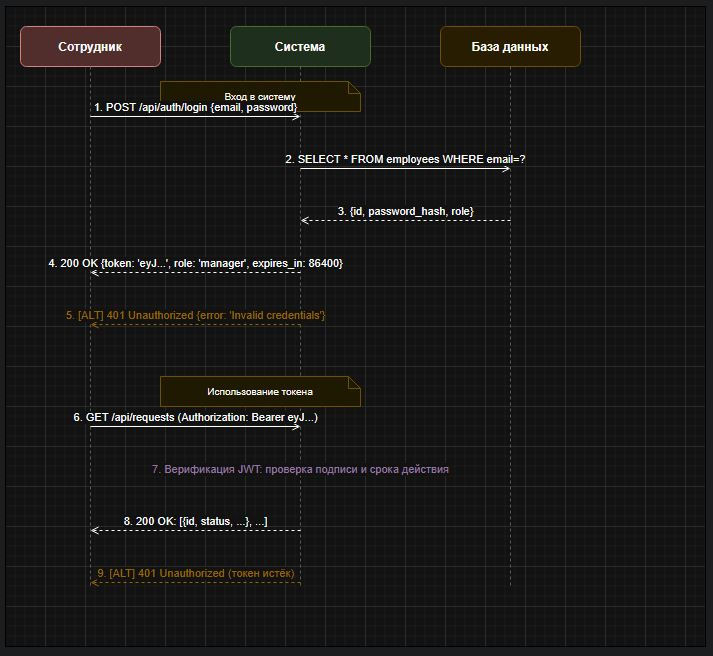 Сотрудник
Система
База данных
Вход в систему
1. POST /api/auth/login {email, password}
2. SELECT * FROM employees WHERE email=?
3. {id, password_hash, role}
4. 200 OK {token: 'eyJ...', role: 'manager', expires_in: 86400}
5. [ALT] 401 Unauthorized {error: 'Invalid credentials'}
Использование токена
6. GET /api/requests (Authorization: Bearer eyJ...)
7. Верификация JWT: проверка подписи и срока действия
8. 200 OK: [{id, status, ...}, ...]
9. [ALT] 401 Unauthorized (токен истёк)